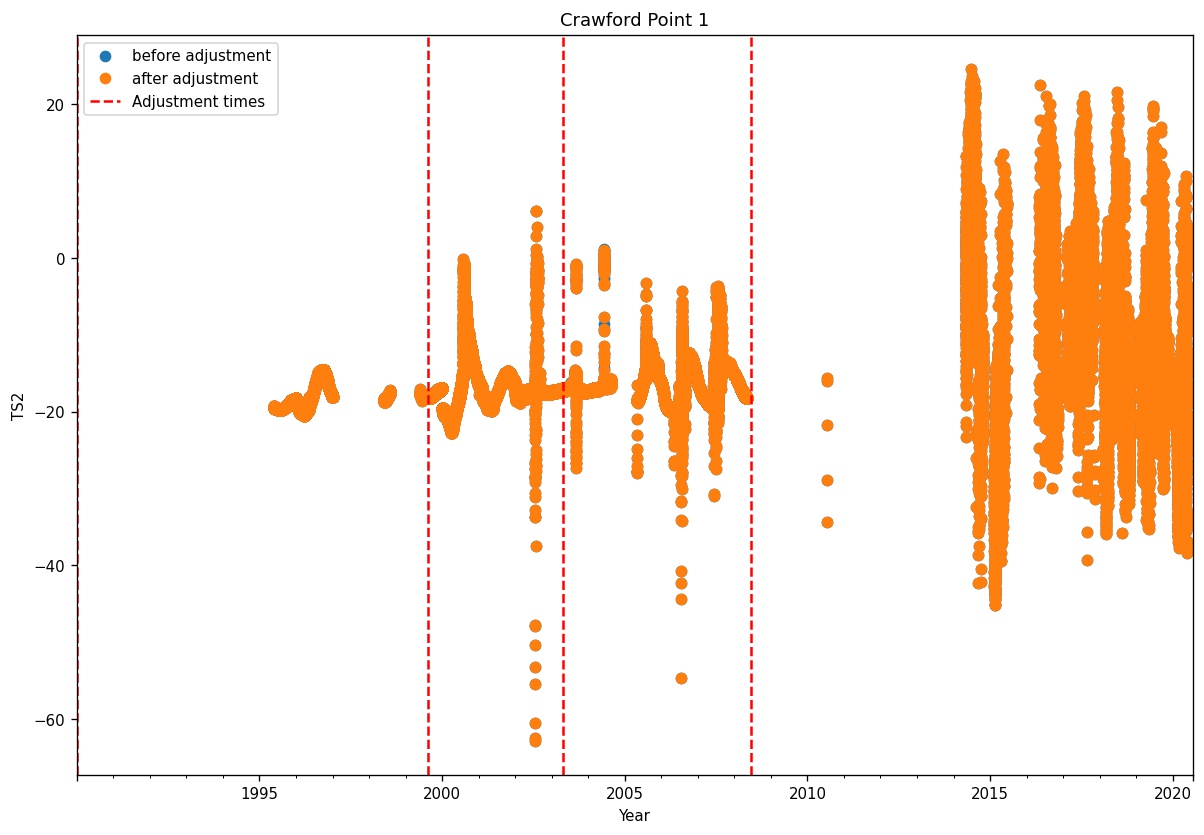 Crawford Point 1
before adjustment
after adjustment
Adjustment times
20
0
−20
−40
−60
TS2
1995
2000
2005
2010
2015
2020
Year